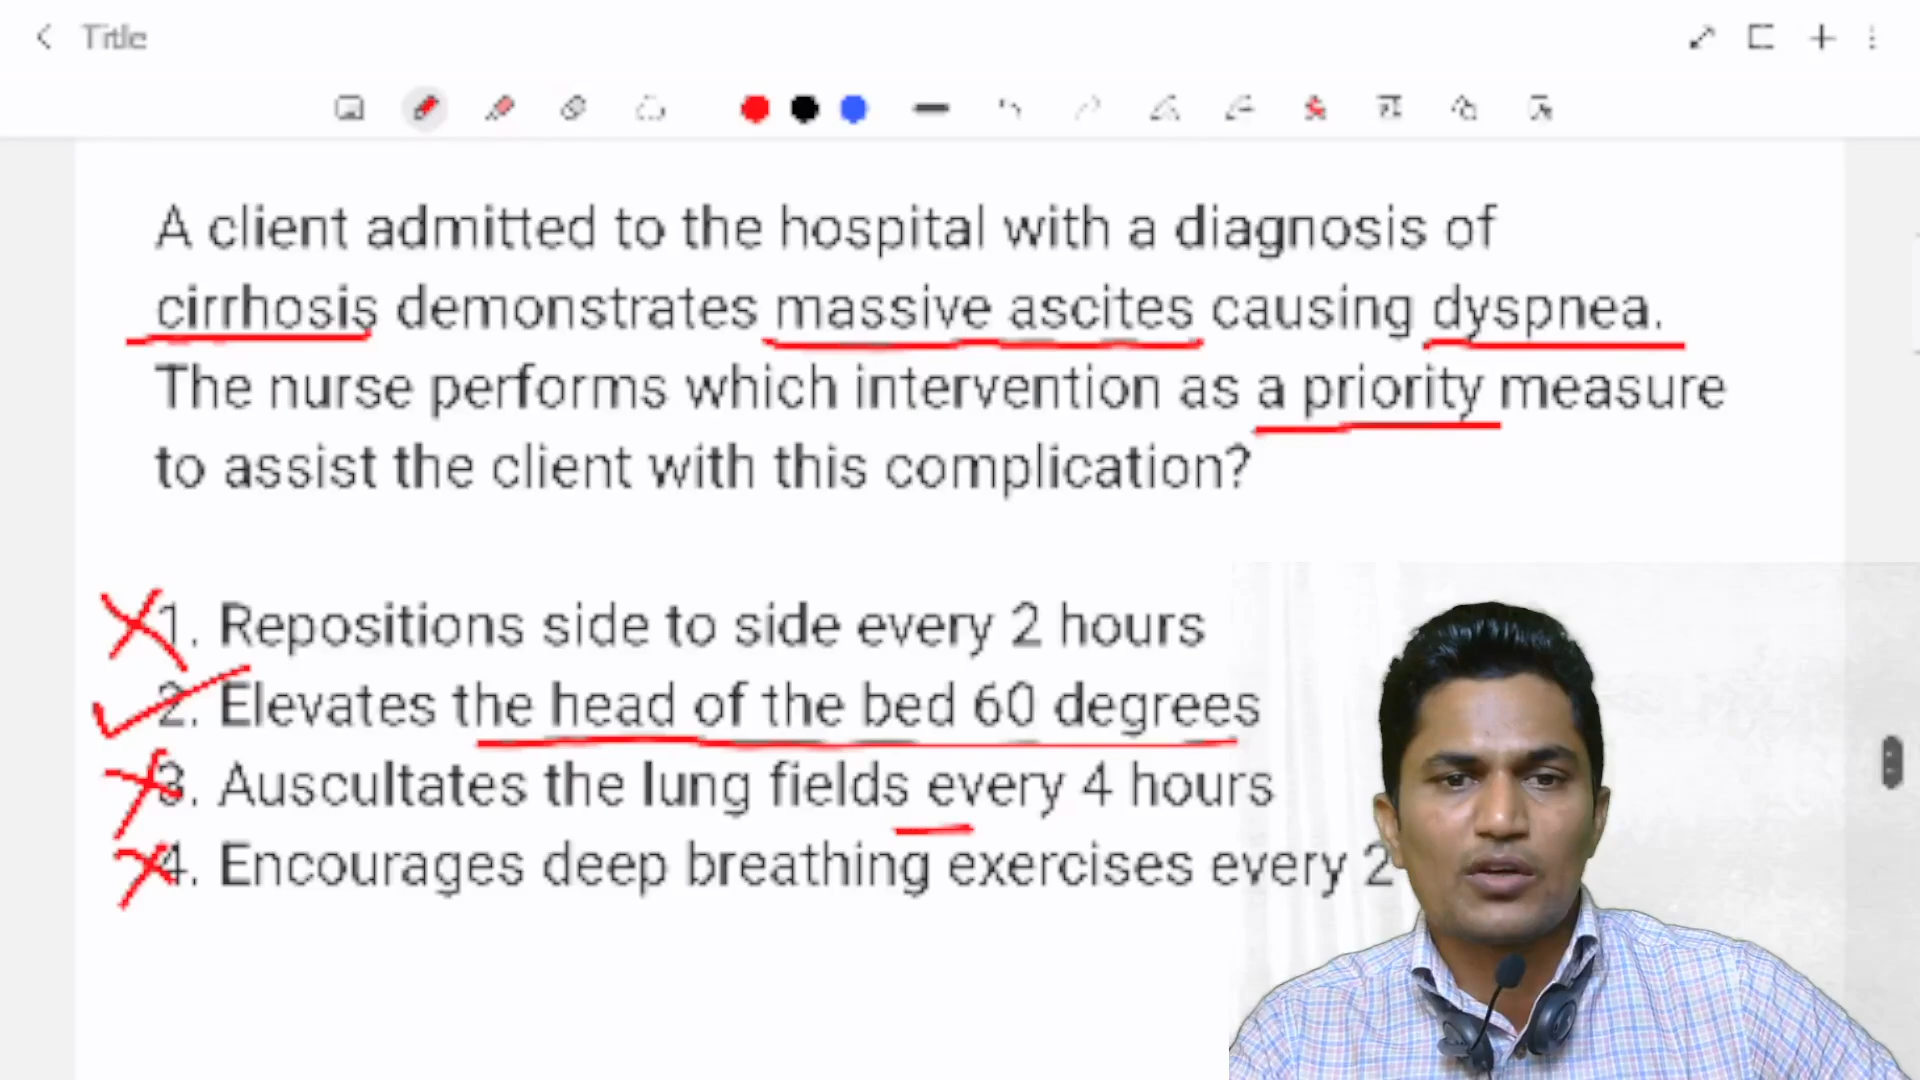 Title
A client admitted to the hospital with a diagnosis of
cirrhosis demonstrates massive ascites causing dyspnea.
The nurse performs which intervention as a priority measure
to assist the client with this complication?
1. Repositions side to side every 2 hours
2. Elevates the head of the bed 60 degrees
3. Auscultates the lung fields every 4 hours
4. Encourages deep breathing exercises every 2